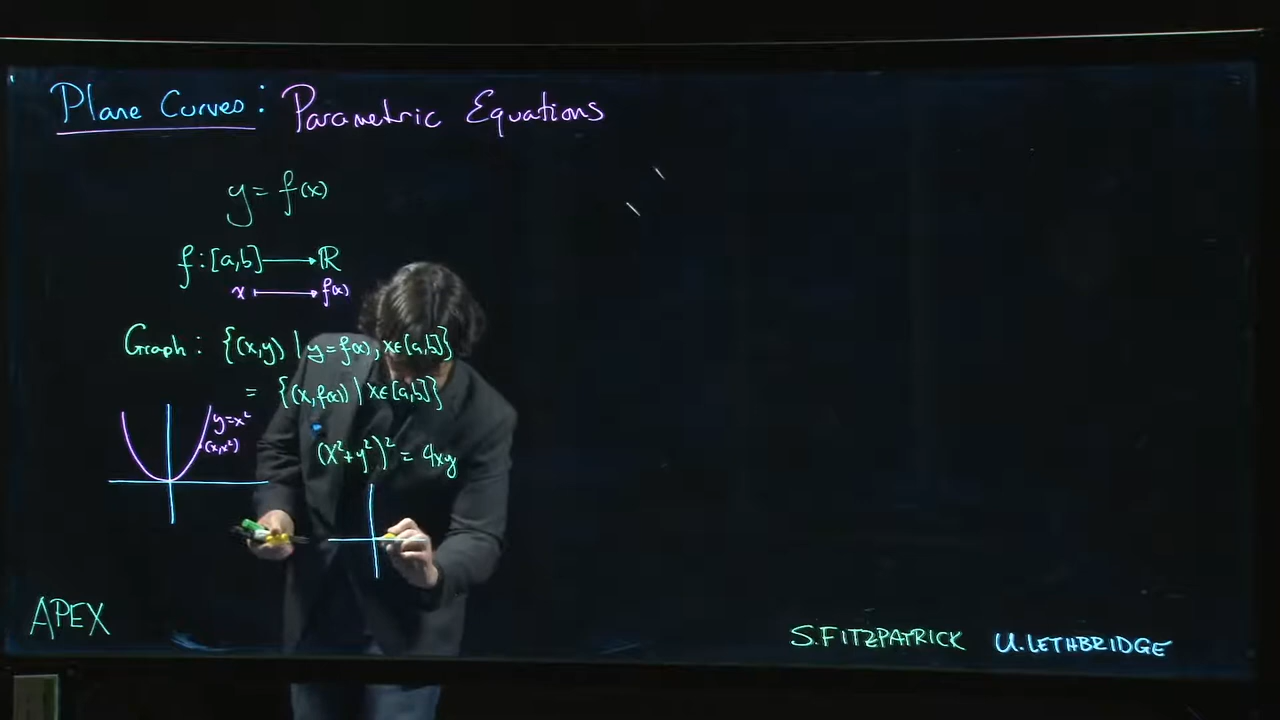 Plane Curves: Parametric Equations
y = f(x)
f: [a,b] ⟶ ℝ
x ⟼ f(x)
Graph: {(x,y) | y=f(x), x∈[a,b]}
= {(x,f(x)) | x∈[a,b]}
y=x²
(x,x²)
(x²+y²)² = 4xy
APEX
S.FITZPATRICK U.LETHBRIDGE